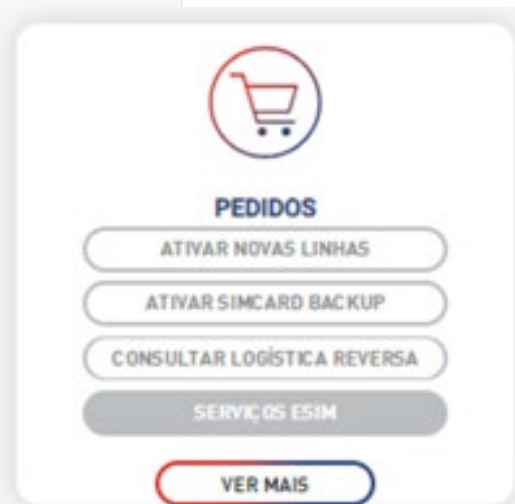 PEDIDOS
ATIVAR NOVAS LINHAS
ATIVAR SIMCARD BACKUP
CONSULTAR LOGÍSTICA REVERSA
SERVIÇOS ESIM
VER MAIS